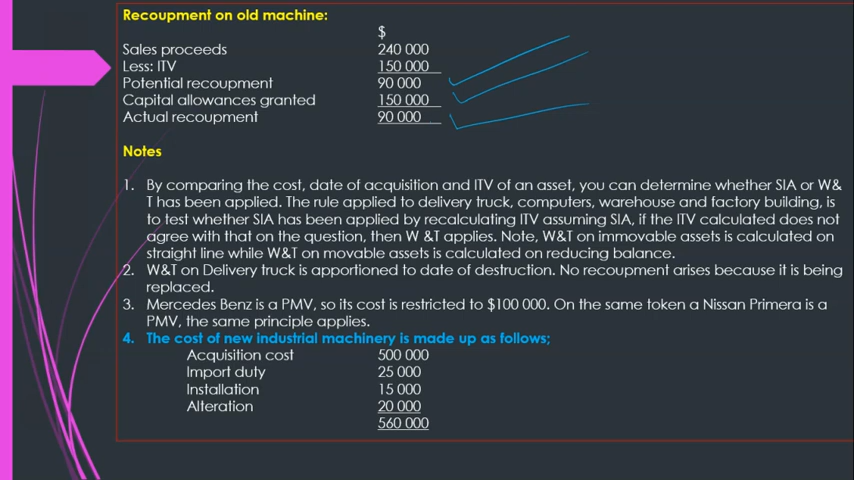 Recoupment on old machine:
$
Sales proceeds 240 000
Less: ITV 150 000
Potential recoupment 90 000
Capital allowances granted 150 000
Actual recoupment 90 000
Notes
1. By comparing the cost, date of acquisition and ITV of an asset, you can determine whether SIA or W&
T has been applied. The rule applied to delivery truck, computers, warehouse and factory building, is
to test whether SIA has been applied by recalculating ITV assuming SIA, if the ITV calculated does not
agree with that on the question, then W &T applies. Note, W&T on immovable assets is calculated on
straight line while W&T on movable assets is calculated on reducing balance.
2. W&T on Delivery truck is apportioned to date of destruction. No recoupment arises because it is being
replaced.
3. Mercedes Benz is a PMV, so its cost is restricted to $100 000. On the same token a Nissan Primera is a
PMV, the same principle applies.
4. The cost of new industrial machinery is made up as follows;
Acquisition cost 500 000
Import duty 25 000
Installation 15 000
Alteration 20 000
560 000